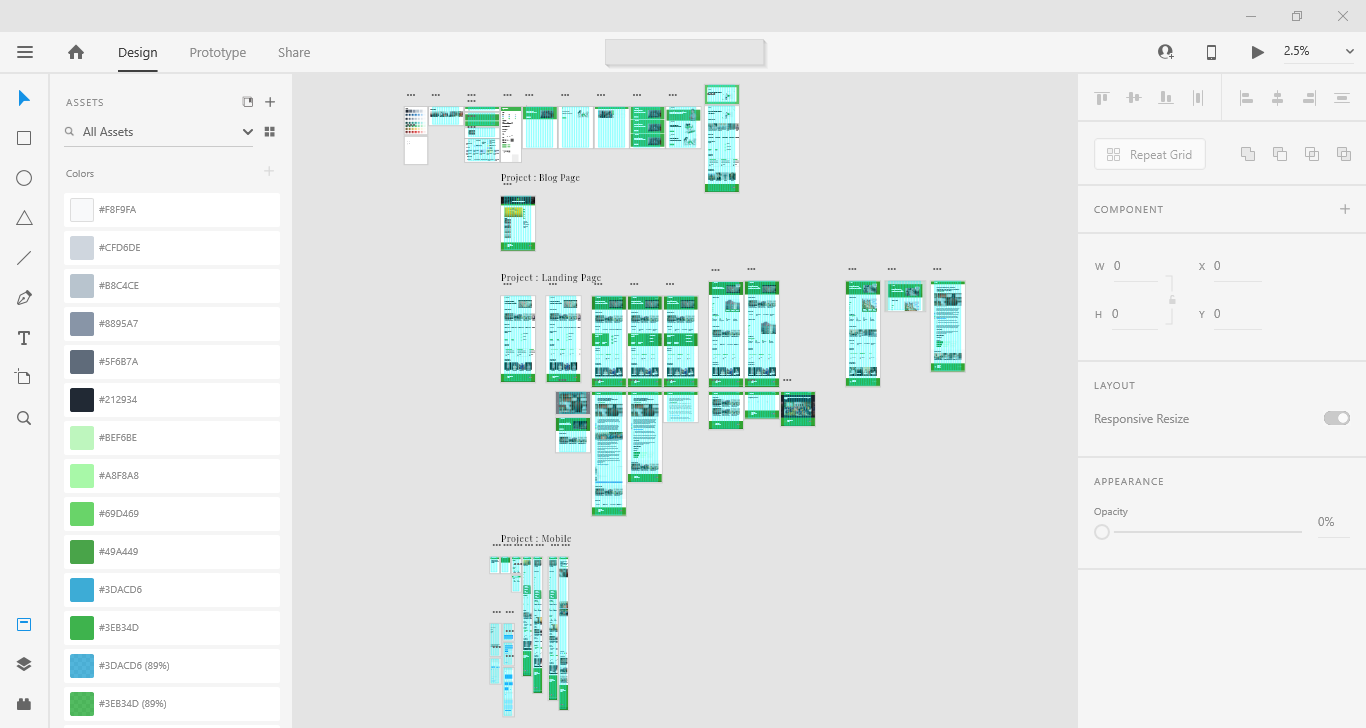 Design Prototype Share 2.5%
ASSETS
All Assets
Colors
#F8F9FA
#CFD6DE
#B8C4CE
#8895A7
#5F6B7A
#212934
#BEF6BE
#A8F8A8
#69D469
#49A449
#3DACD6
#3EB34D
#3DACD6 (89%)
#3EB34D (89%)
Project : Blog Page
Project : Landing Page
Project : Mobile
Repeat Grid
COMPONENT
W 0 X 0
H 0 Y 0
LAYOUT
Responsive Resize
APPEARANCE
Opacity
0%